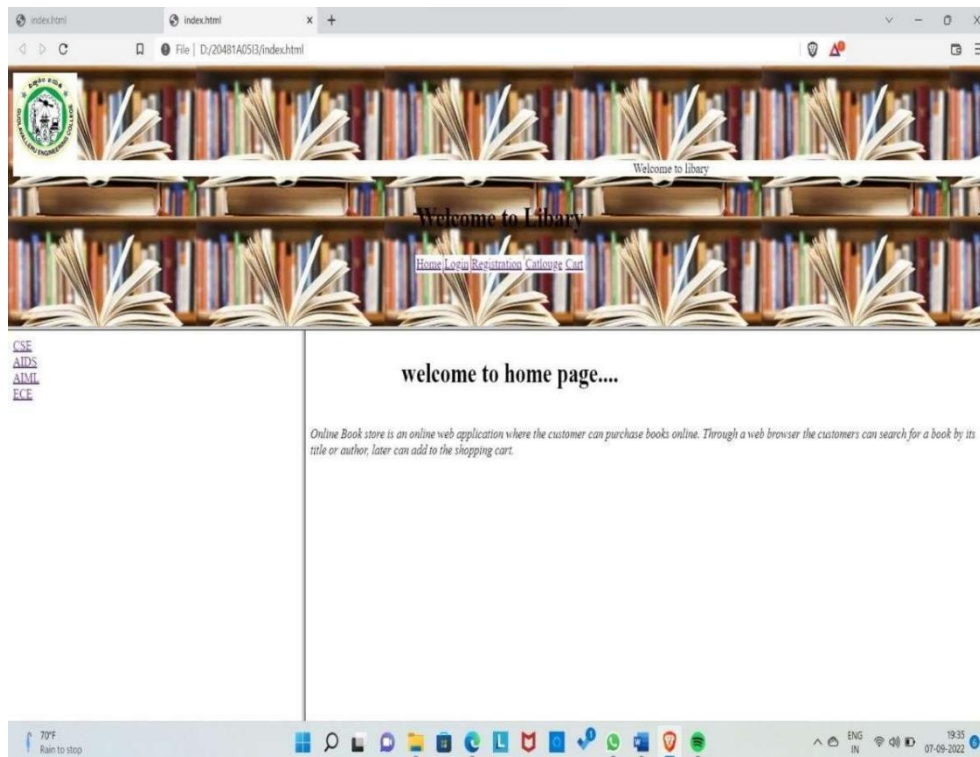 index.html
index.html
File | D:/20481A05I3/index.html
Welcome to libary
Welcome to Libary
Home Login Registration Catlouge Cart
CSE
AIDS
AIML
ECE
welcome to home page....
Online Book store is an online web application where the customer can purchase books online. Through a web browser the customers can search for a book by its
title or author, later can add to the shopping cart.
70°F
Rain to stop
ENG
IN
19:35
07-09-2022